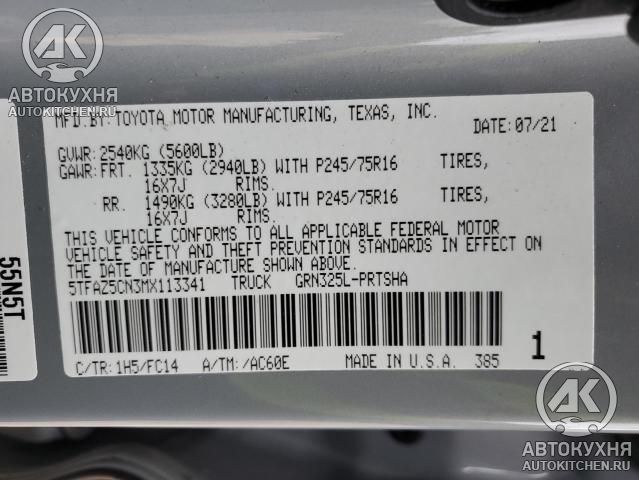 АК
АВТОКУХНЯ
AUTOKITCHEN.RU
MFD.BY:TOYOTA MOTOR MANUFACTURING, TEXAS, INC.
DATE:07/21
GVWR:2540KG (5600LB)
GAWR:FRT. 1335KG (2940LB) WITH P245/75R16 TIRES,
16X7J RIMS.
RR. 1490KG (3280LB) WITH P245/75R16 TIRES,
16X7J RIMS.
THIS VEHICLE CONFORMS TO ALL APPLICABLE FEDERAL MOTOR
VEHICLE SAFETY AND THEFT PREVENTION STANDARDS IN EFFECT ON
THE DATE OF MANUFACTURE SHOWN ABOVE.
5TFAZ5CN3MX113341 TRUCK GRN325L-PRTSHA
C/TR:1H5/FC14 A/TM:/AC60E MADE IN U.S.A. 385
1
55N5T
АК
АВТОКУХНЯ
AUTOKITCHEN.RU